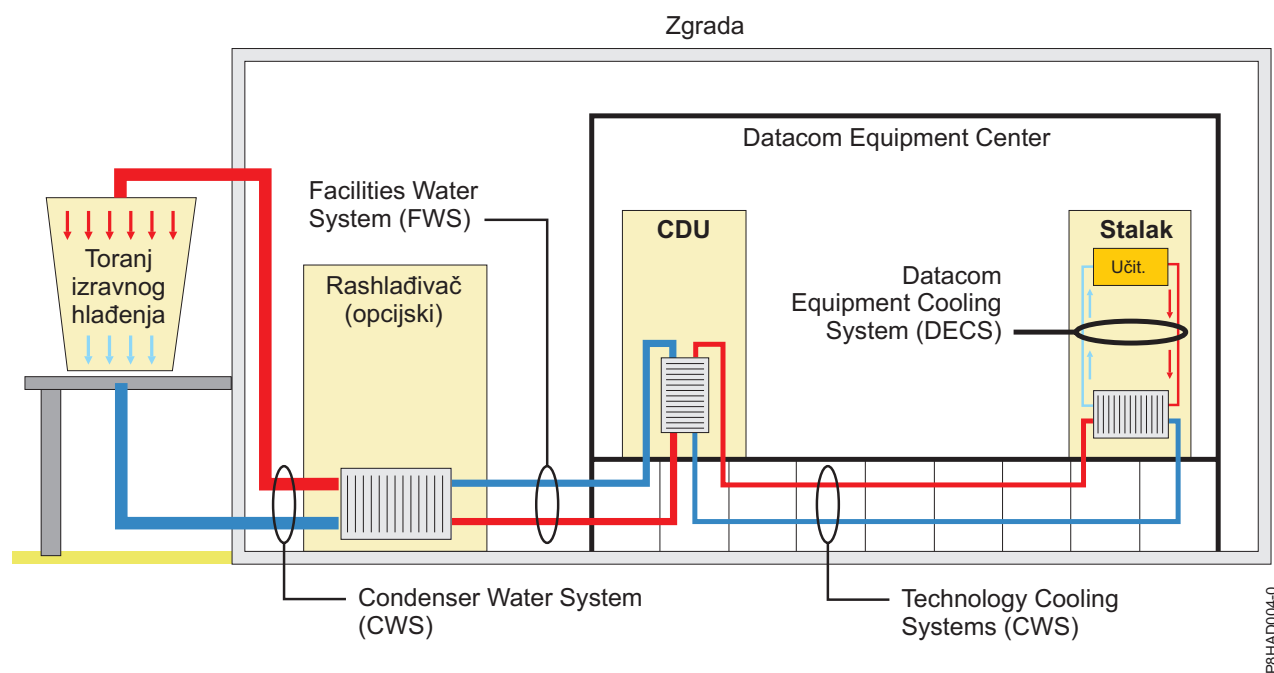 Zgrada
Datacom Equipment Center
Facilities Water
System (FWS)
CDU
Stalak
Učit.
Toranj
izravnog
hlađenja
Rashlađivač
(opcijski)
Datacom
Equipment Cooling
System (DECS)
Condenser Water System
(CWS)
Technology Cooling
Systems (CWS)
P8HAD004-0